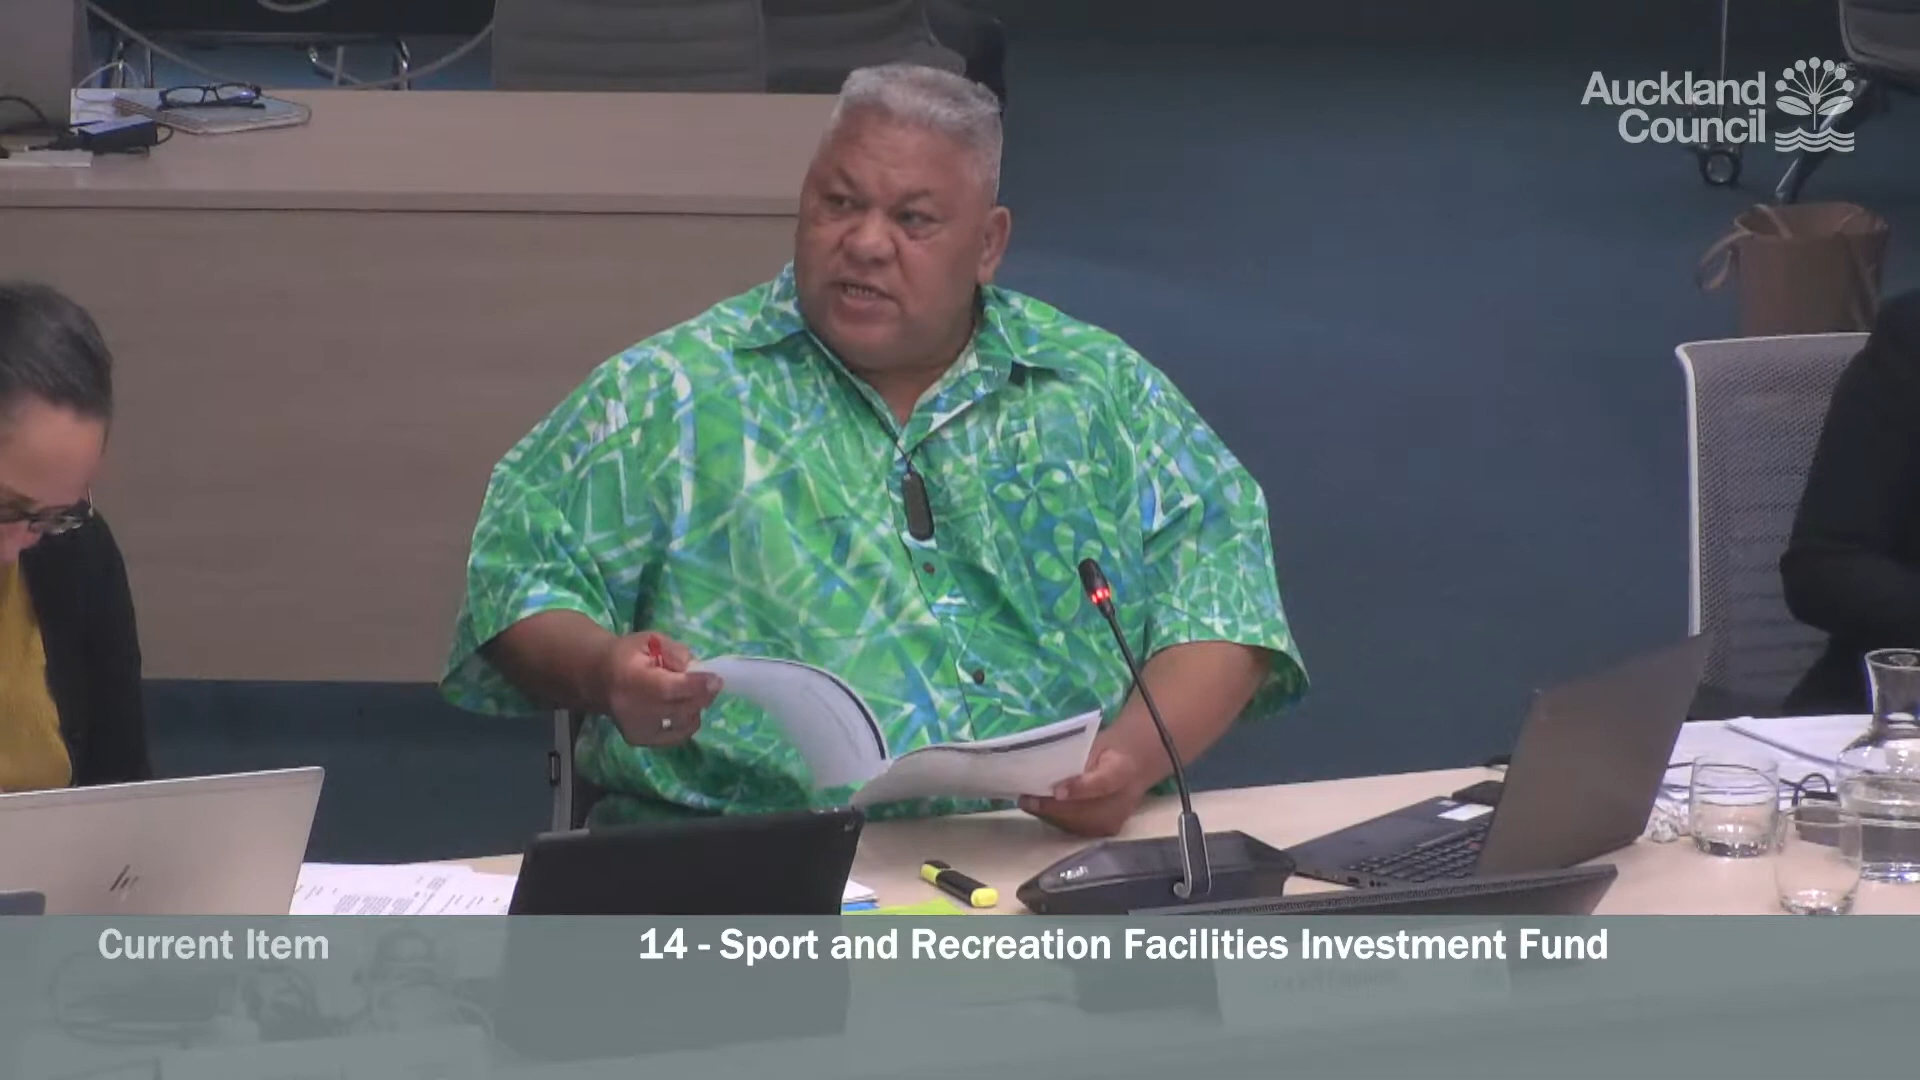 Auckland
Council
Current Item
14 - Sport and Recreation Facilities Investment Fund